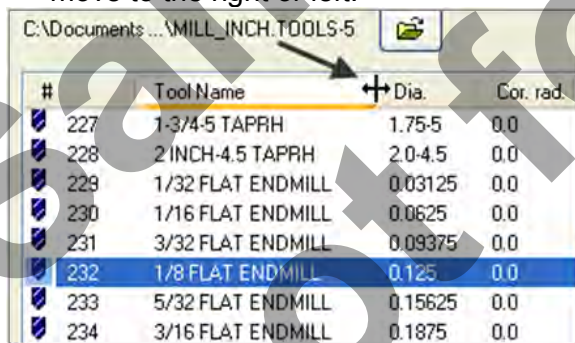 move to the right or left.
C:\Documents ...\MILL_INCH.TOOLS-5
# Tool Name Dia. Cor. rad.
227 1-3/4-5 TAPRH 1.75-5 0.0
228 2 INCH-4.5 TAPRH 2.0-4.5 0.0
229 1/32 FLAT ENDMILL 0.03125 0.0
230 1/16 FLAT ENDMILL 0.0625 0.0
231 3/32 FLAT ENDMILL 0.09375 0.0
232 1/8 FLAT ENDMILL 0.125 0.0
233 5/32 FLAT ENDMILL 0.15625 0.0
234 3/16 FLAT ENDMILL 0.1875 0.0